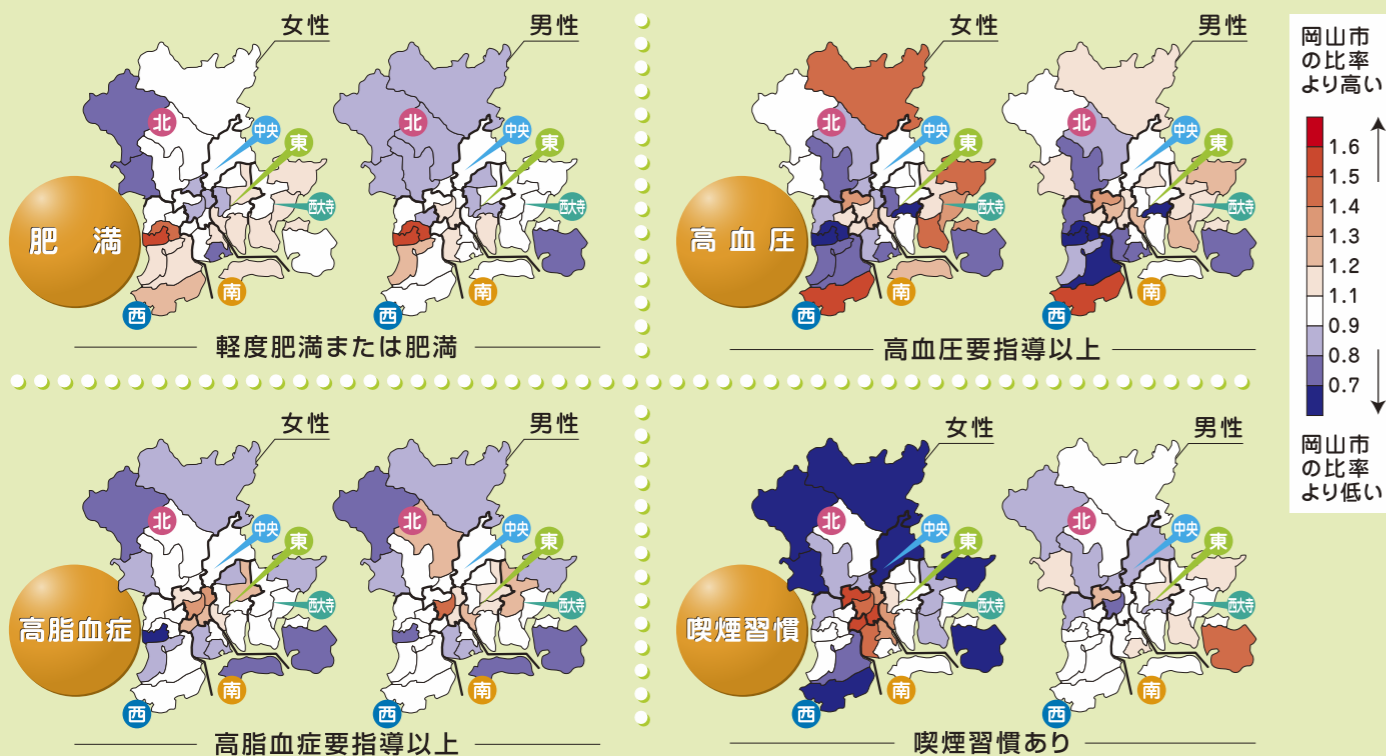 女性
男性
北
中央
東
西大寺
南
西
北
中央
東
西大寺
南
西
肥満
軽度肥満または肥満
女性
男性
北
中央
東
西大寺
南
西
北
中央
東
西大寺
南
西
高血圧
高血圧要指導以上
岡山市
の比率
より高い
1.6
1.5
1.4
1.3
1.2
1.1
0.9
0.8
0.7
岡山市
の比率
より低い
女性
男性
北
中央
東
西大寺
南
西
北
中央
東
西大寺
南
西
高脂血症
高脂血症要指導以上
女性
男性
北
中央
東
西大寺
南
西
北
中央
東
西大寺
南
西
喫煙習慣
喫煙習慣あり